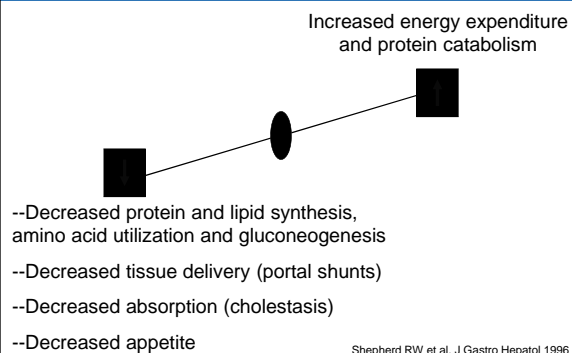 Increased energy expenditure
and protein catabolism
--Decreased protein and lipid synthesis,
amino acid utilization and gluconeogenesis
--Decreased tissue delivery (portal shunts)
--Decreased absorption (cholestasis)
--Decreased appetite
Shepherd RW et al, J Gastro Hepatol 1996